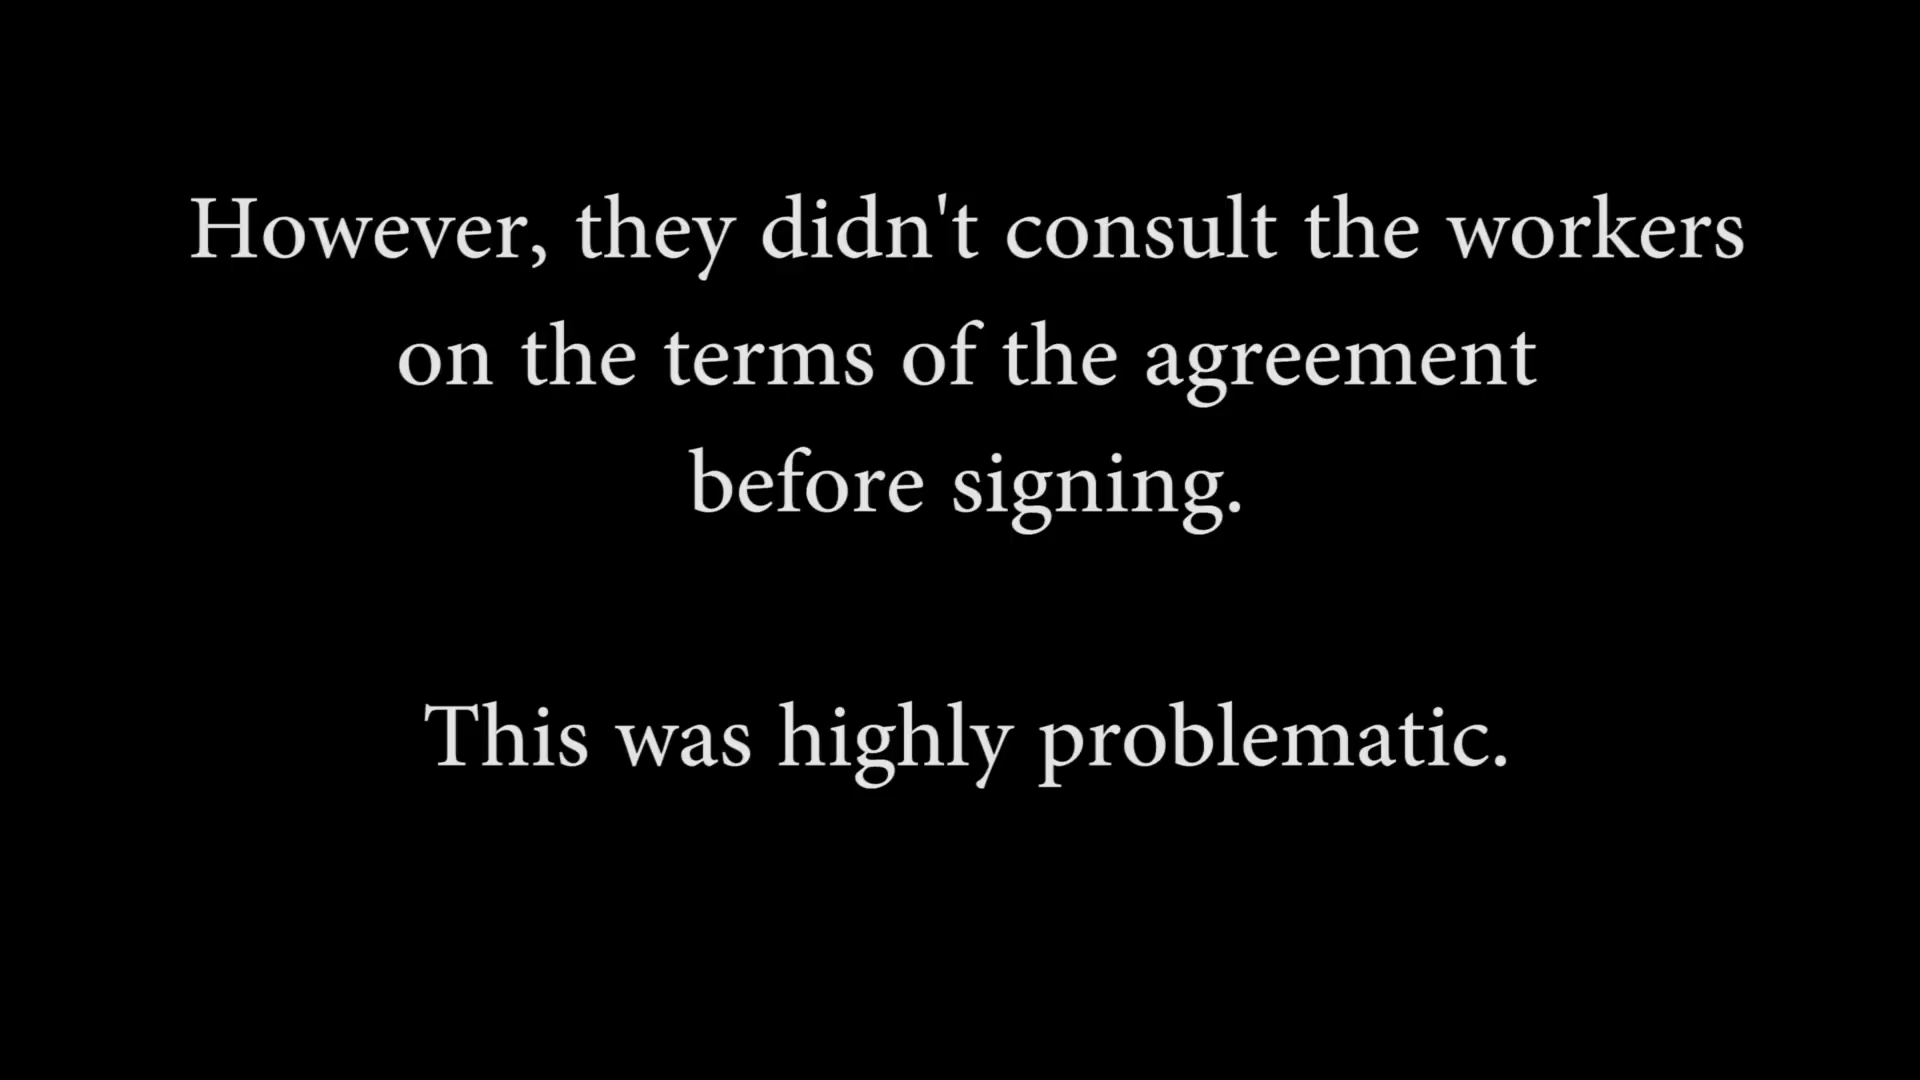 However, they didn't consult the workers
on the terms of the agreement
before signing.
This was highly problematic.